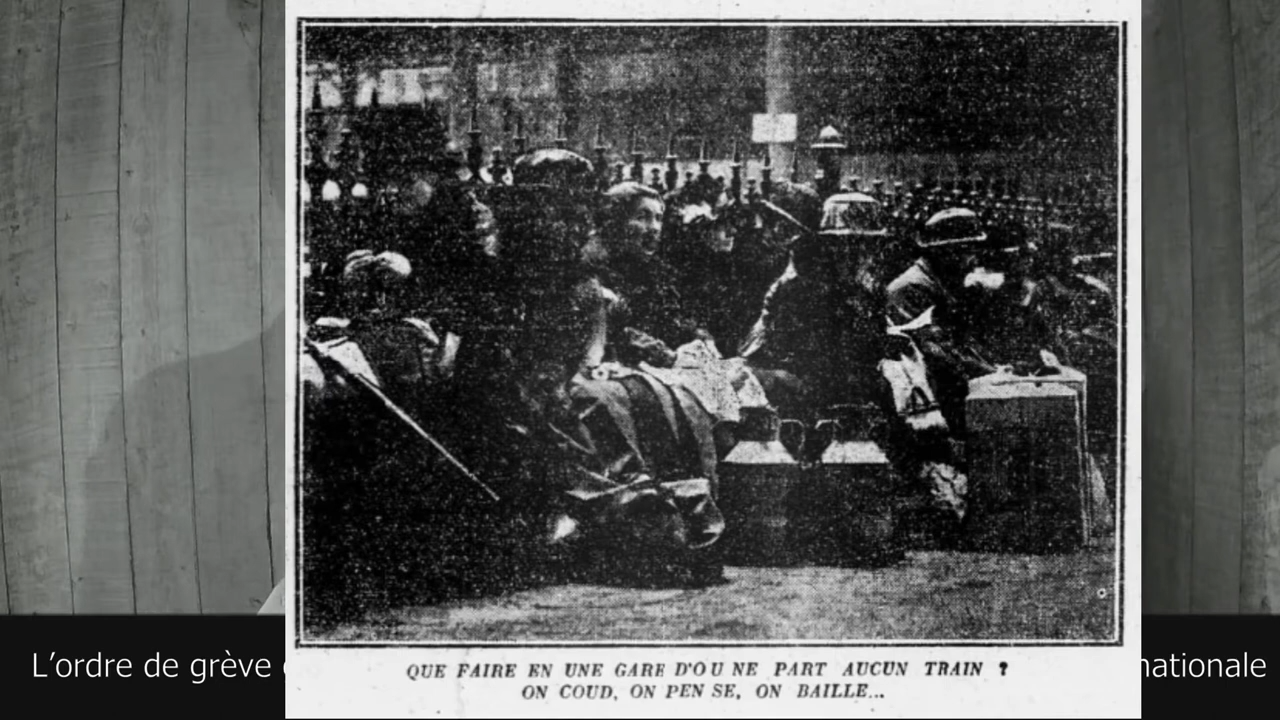 QUE FAIRE EN UNE GARE D'OU NE PART AUCUN TRAIN ?
ON COUD, ON PEN SE, ON BAILLE...
L'ordre de grève
nationale